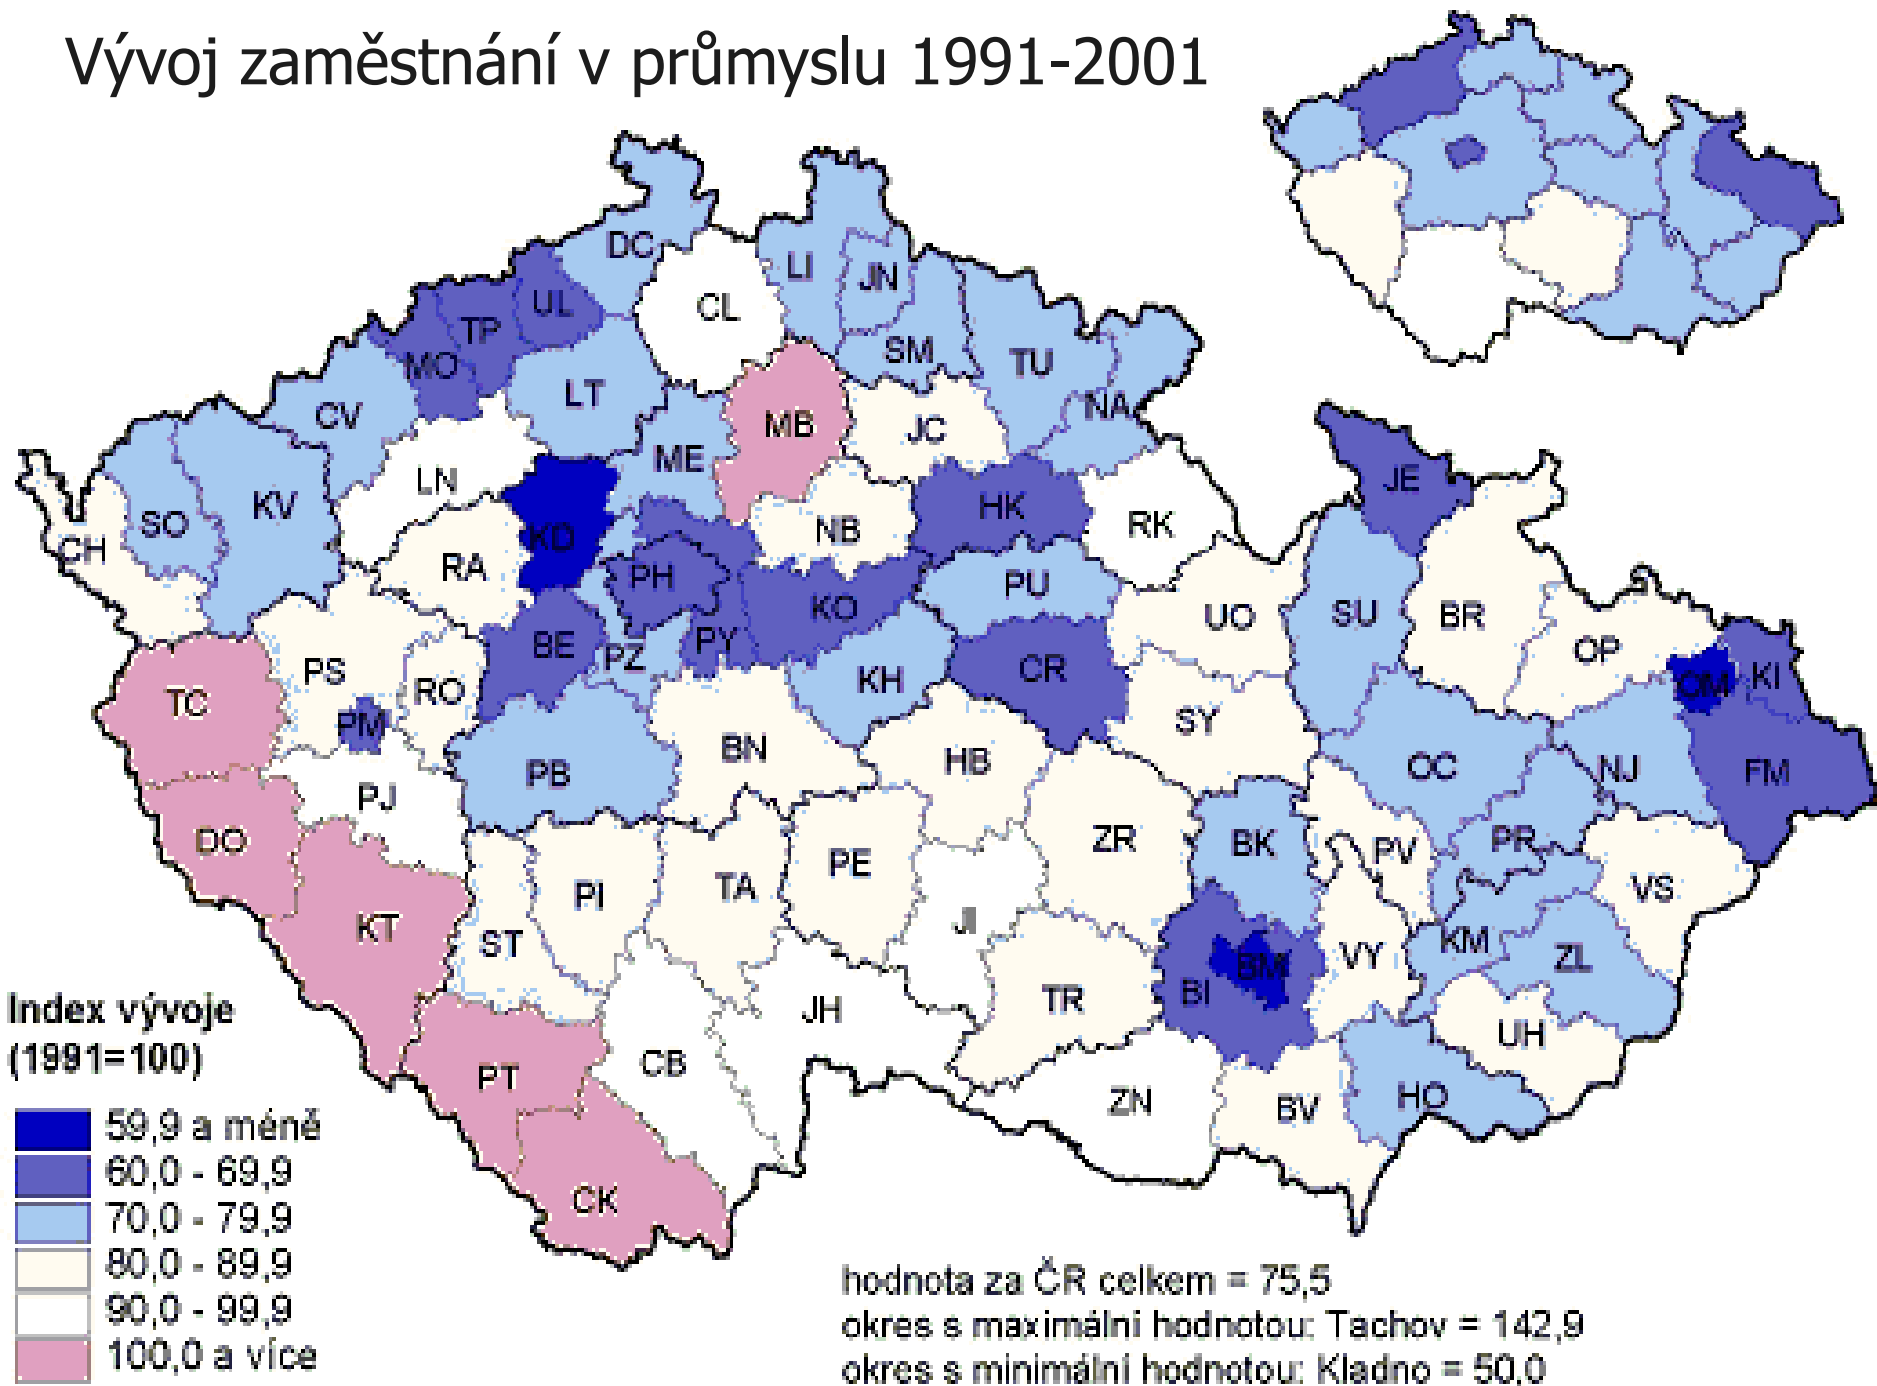 Vývoj zaměstnání v průmyslu 1991-2001
DC
LI
JN
CL
UL
TP
MO
SM
TU
NA
LT
CV
MB
JC
ME
LN
KV
SO
CH
KD
RA
NB
HK
RK
JE
PH
KO
PU
PY
BE
PZ
UO
SU
BR
OP
PS
RO
TC
PM
KH
CR
SY
OM
KI
BN
HB
PB
OC
NJ
FM
PJ
DO
ZR
BK
PV
PR
VS
PE
PI
TA
KT
ST
JI
VY
KM
ZL
BM
BI
TR
JH
UH
CB
PT
ZN
BV
HO
CK
Index vývoje
(1991=100)
59,9 a méně
60,0 - 69,9
70,0 - 79,9
80,0 - 89,9
90,0 - 99,9
100,0 a více
hodnota za ČR celkem = 75,5
okres s maximální hodnotou: Tachov = 142,9
okres s minimální hodnotou: Kladno = 50,0